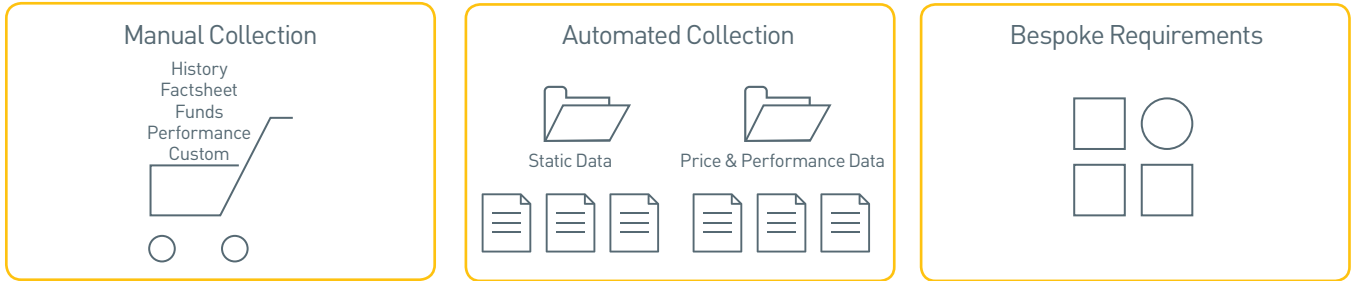 Manual Collection
History
Factsheet
Funds
Performance
Custom
Automated Collection
Static Data
Price & Performance Data
Bespoke Requirements